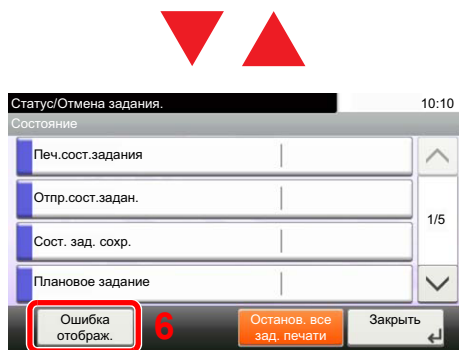 Статус/Отмена задания. 10:10
Состояние
Печ.сост.задания
Отпр.сост.задан.
1/5
Сост. зад. сохр.
Плановое задание
Ошибка
отображ.
6
Останов. все
зад. печати
Закрыть